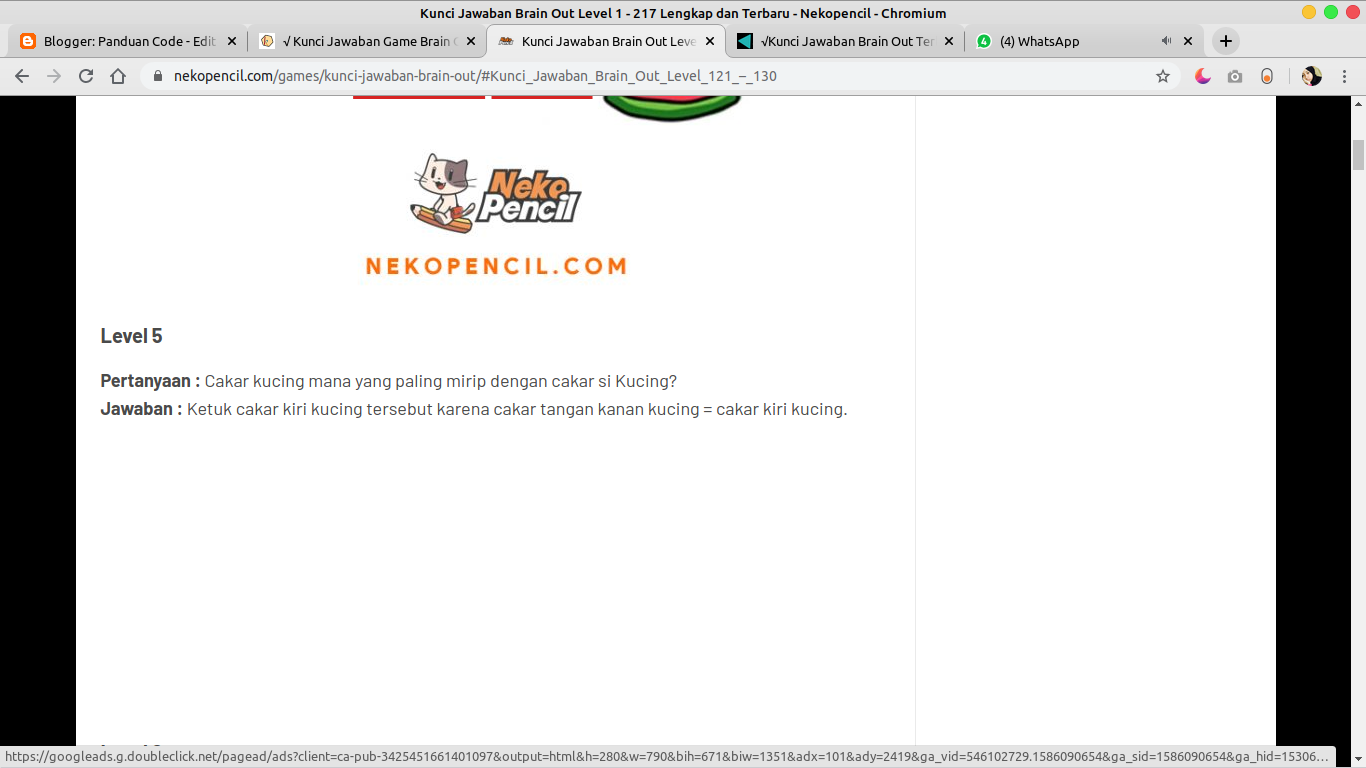 Kunci Jawaban Brain Out Level 1 - 217 Lengkap dan Terbaru - Nekopencil - Chromium
Blogger: Panduan Code - Edit
√ Kunci Jawaban Game Brain
Kunci Jawaban Brain Out Leve
√Kunci Jawaban Brain Out Ter
4
(4) WhatsApp
nekopencil.com/games/kunci-jawaban-brain-out/#Kunci_Jawaban_Brain_Out_Level_121_–_130
Neko
Pencil
NEKOPENCIL.COM
Level 5
Pertanyaan : Cakar kucing mana yang paling mirip dengan cakar si Kucing?
Jawaban : Ketuk cakar kiri kucing tersebut karena cakar tangan kanan kucing = cakar kiri kucing.
https://googleads.g.doubleclick.net/pagead/ads?client=ca-pub-3425451661401097&output=html&h=280&w=790&bih=671&biw=1351&adx=101&ady=2419&ga_vid=546102729.1586090654&ga_sid=1586090654&ga_hid=15306...